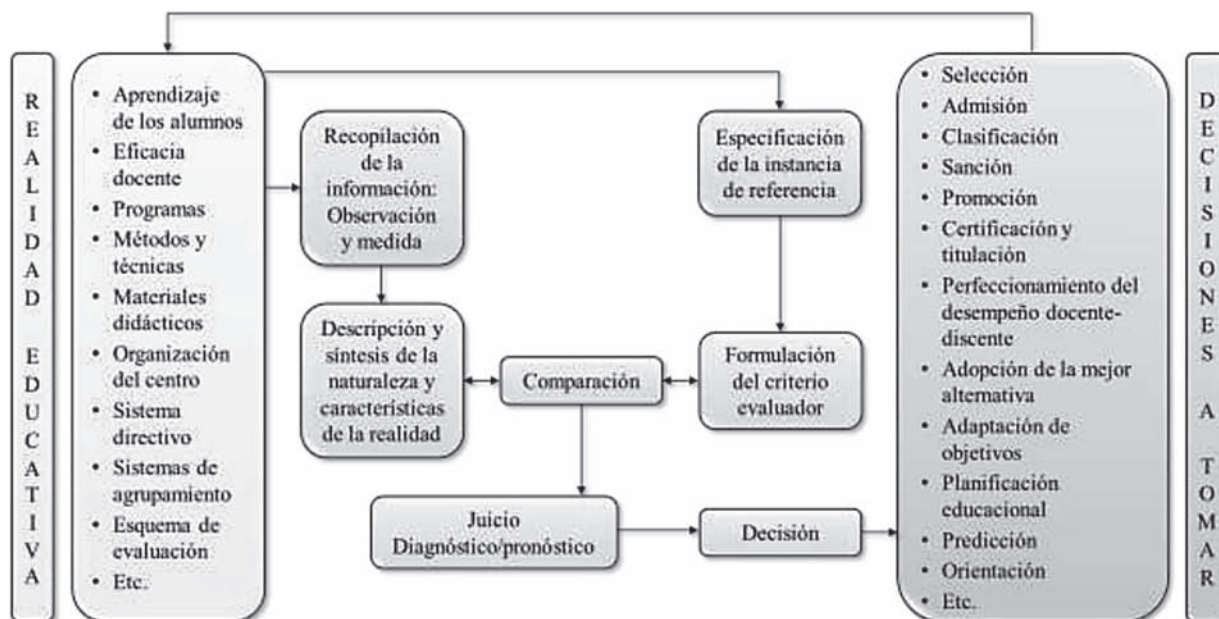 REALIDAD EDUCATIVA
• Aprendizaje
de los alumnos
• Eficacia
docente
• Programas
• Métodos y
técnicas
• Materiales
didácticos
• Organización
del centro
• Sistema
directivo
• Sistemas de
agrupamiento
• Esquema de
evaluación
• Etc.
Recopilación
de la
información:
Observación
y medida
Descripción y
síntesis de la
naturaleza y
características
de la realidad
Comparación
Especificación
de la instancia
de referencia
Formulación
del criterio
evaluador
Juicio
Diagnóstico/pronóstico
Decisión
• Selección
• Admisión
• Clasificación
• Sanción
• Promoción
• Certificación y
titulación
• Perfeccionamiento del
desempeño docente-
discente
• Adopción de la mejor
alternativa
• Adaptación de
objetivos
• Planificación
educacional
• Predicción
• Orientación
• Etc.
DECISIONES A TOMAR